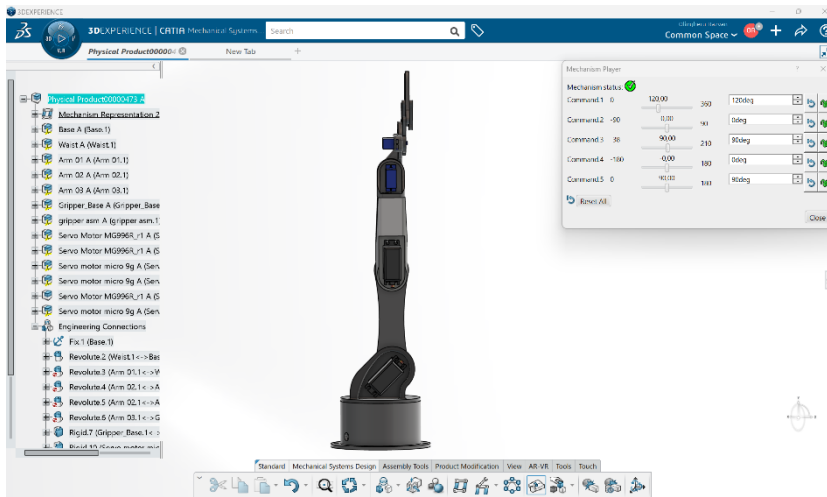 3DEXPERIENCE
3DEXPERIENCE | CATIA Mechanical Systems
Search
Common Space
Physical Product000004
New Tab
Physical Product00000473 A
Mechanism Representation 2
Base A (Base.1)
Waist A (Waist.1)
Arm 01 A (Arm 01.1)
Arm 02 A (Arm 02.1)
Arm 03 A (Arm 03.1)
Gripper_Base A (Gripper_Base
gripper asm A (gripper asm.1)
Servo Motor MG996R_r1 A (S
Servo Motor MG996R_r1 A (S
Servo motor micro 9g A (Serv
Servo motor micro 9g A (Serv
Servo Motor MG996R_r1 A (S
Servo motor micro 9g A (Serv
Engineering Connections
Fix.1 (Base.1)
Revolute.2 (Waist.1<->Bas
Revolute.3 (Arm 01.1<->W
Revolute.4 (Arm 02.1<->A
Revolute.5 (Arm 02.1<->A
Revolute.6 (Arm 03.1<->G
Rigid.7 (Gripper_Base.1<->
Mechanism Player
Mechanism status:
Command.1 0 120,00 360 120deg
Command.2 -90 0,00 90 0deg
Command.3 38 90,00 210 90deg
Command.4 -180 0,00 180 0deg
Command.5 0 90,00 180 90deg
Reset All
Close
Standard Mechanical Systems Design Assembly Tools Product Modification View AR-VR Tools Touch